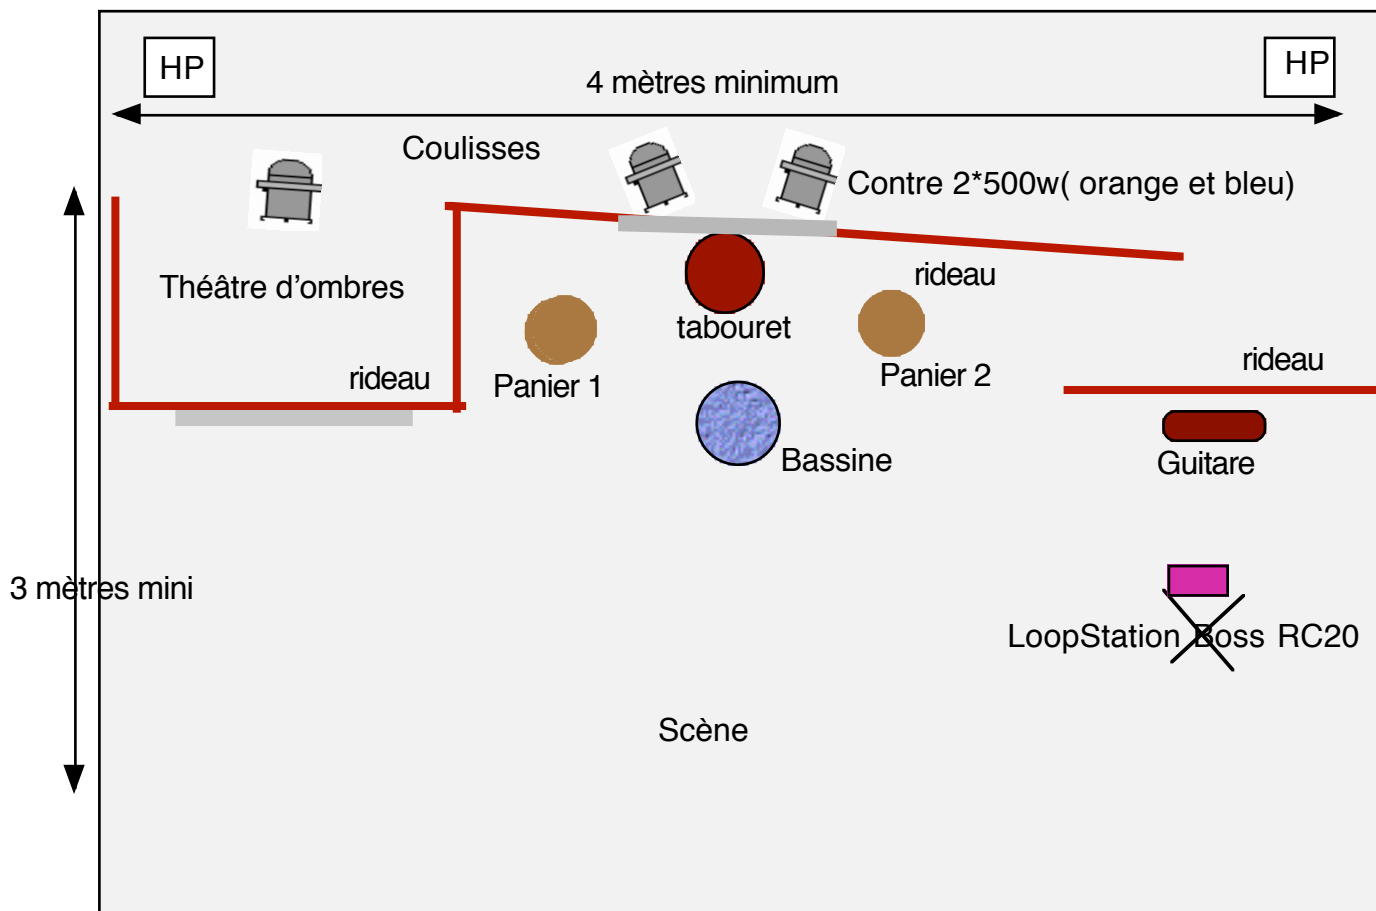 HP
HP
4 mètres minimum
Coulisses
Contre 2*500w( orange et bleu)
Théâtre d’ombres
rideau
tabouret
rideau
rideau
Panier 1
Panier 2
Bassine
Guitare
3 mètres mini
LoopStation Boss RC20
Scène